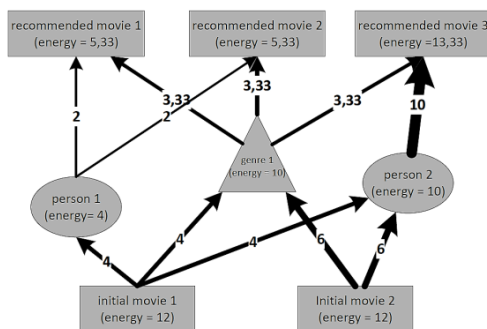 recommended movie 1
(energy = 5,33)
recommended movie 2
(energy = 5,33)
recommended movie 3
(energy =13,33)
3,33
3,33
3,33
10
2
2
genre 1
(energy = 10)
person 1
(energy= 4)
person 2
(energy = 10)
4
4
4
6
6
initial movie 1
(energy = 12)
Initial movie 2
(energy = 12)